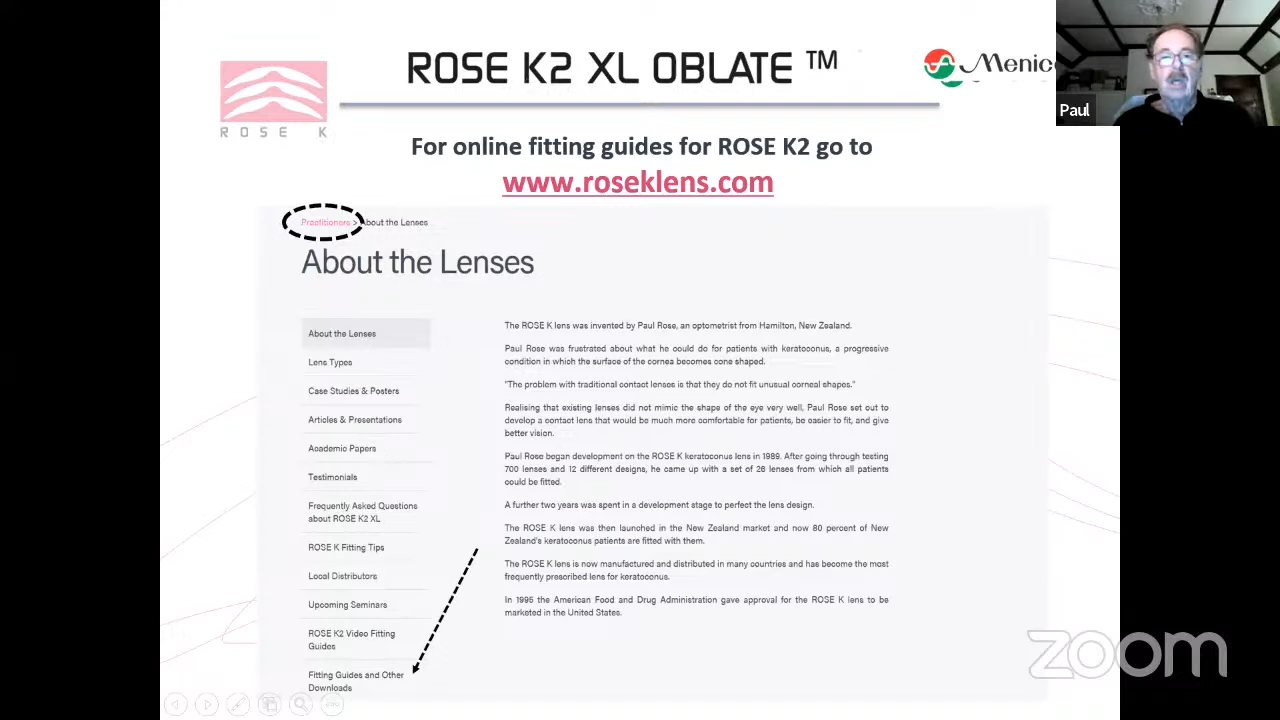 ROSE K2 XL OBLATE ™
Menic
Paul
ROSE K
For online fitting guides for ROSE K2 go to
www.roseklens.com
Practitioners > About the Lenses
About the Lenses
About the Lenses
Lens Types
Case Studies & Posters
Articles & Presentations
Academic Papers
Testimonials
Frequently Asked Questions
about ROSE K2 XL
ROSE K Fitting Tips
Local Distributors
Upcoming Seminars
ROSE K2 Video Fitting
Guides
Fitting Guides and Other
Downloads
The ROSE K lens was invented by Paul Rose, an optometrist from Hamilton, New Zealand.
Paul Rose was frustrated about what he could do for patients with keratoconus, a progressive
condition in which the surface of the cornea becomes cone shaped.
"The problem with traditional contact lenses is that they do not fit unusual corneal shapes."
Realising that existing lenses did not mimic the shape of the eye very well, Paul Rose set out to
develop a contact lens that would be much more comfortable for patients, be easier to fit, and give
better vision.
Paul Rose began development on the ROSE K keratoconus lens in 1989. After going through testing
700 lenses and 12 different designs, he came up with a set of 26 lenses from which all patients
could be fitted.
A further two years was spent in a development stage to perfect the lens design.
The ROSE K lens was then launched in the New Zealand market and now 80 percent of New
Zealand's keratoconus patients are fitted with them.
The ROSE K lens is now manufactured and distributed in many countries and has become the most
frequently prescribed lens for keratoconus.
In 1995 the American Food and Drug Administration gave approval for the ROSE K lens to be
marketed in the United States.
zoom